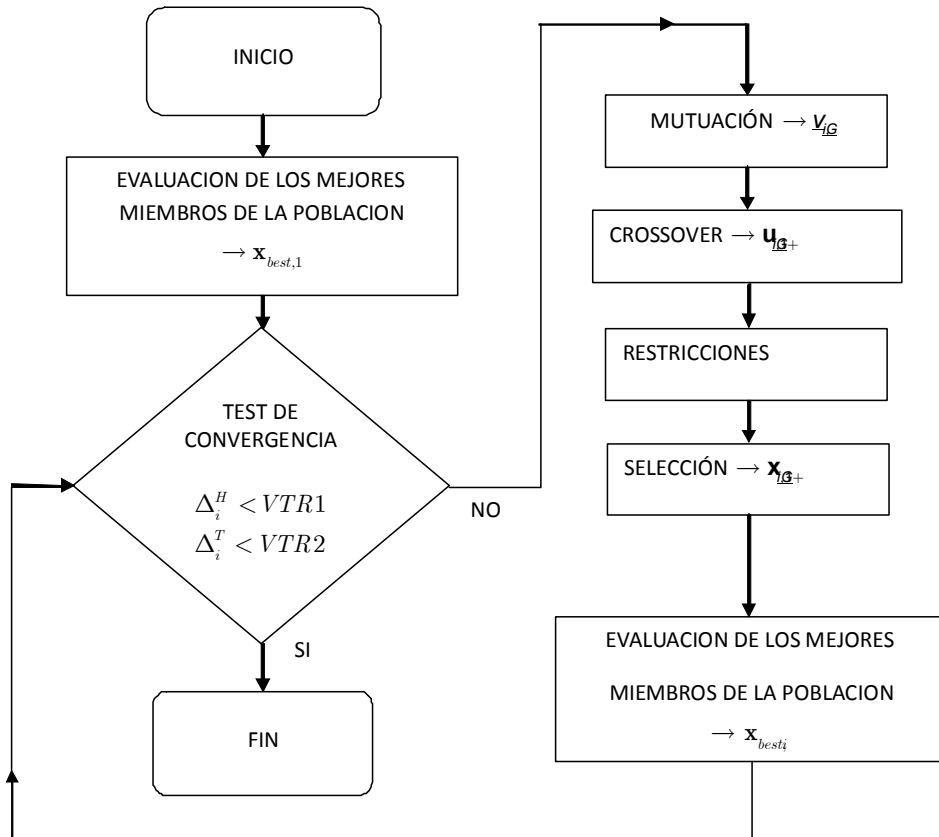 INICIO
EVALUACION DE LOS MEJORES
MIEMBROS DE LA POBLACION
→ x_best,1
TEST DE
CONVERGENCIA
Δ_i^H < VTR1
Δ_i^T < VTR2
NO
SI
FIN
MUTUACIÓN →
CROSSOVER →
RESTRICCIONES
SELECCIÓN →
EVALUACION DE LOS MEJORES
MIEMBROS DE LA POBLACION
→ x_besti,